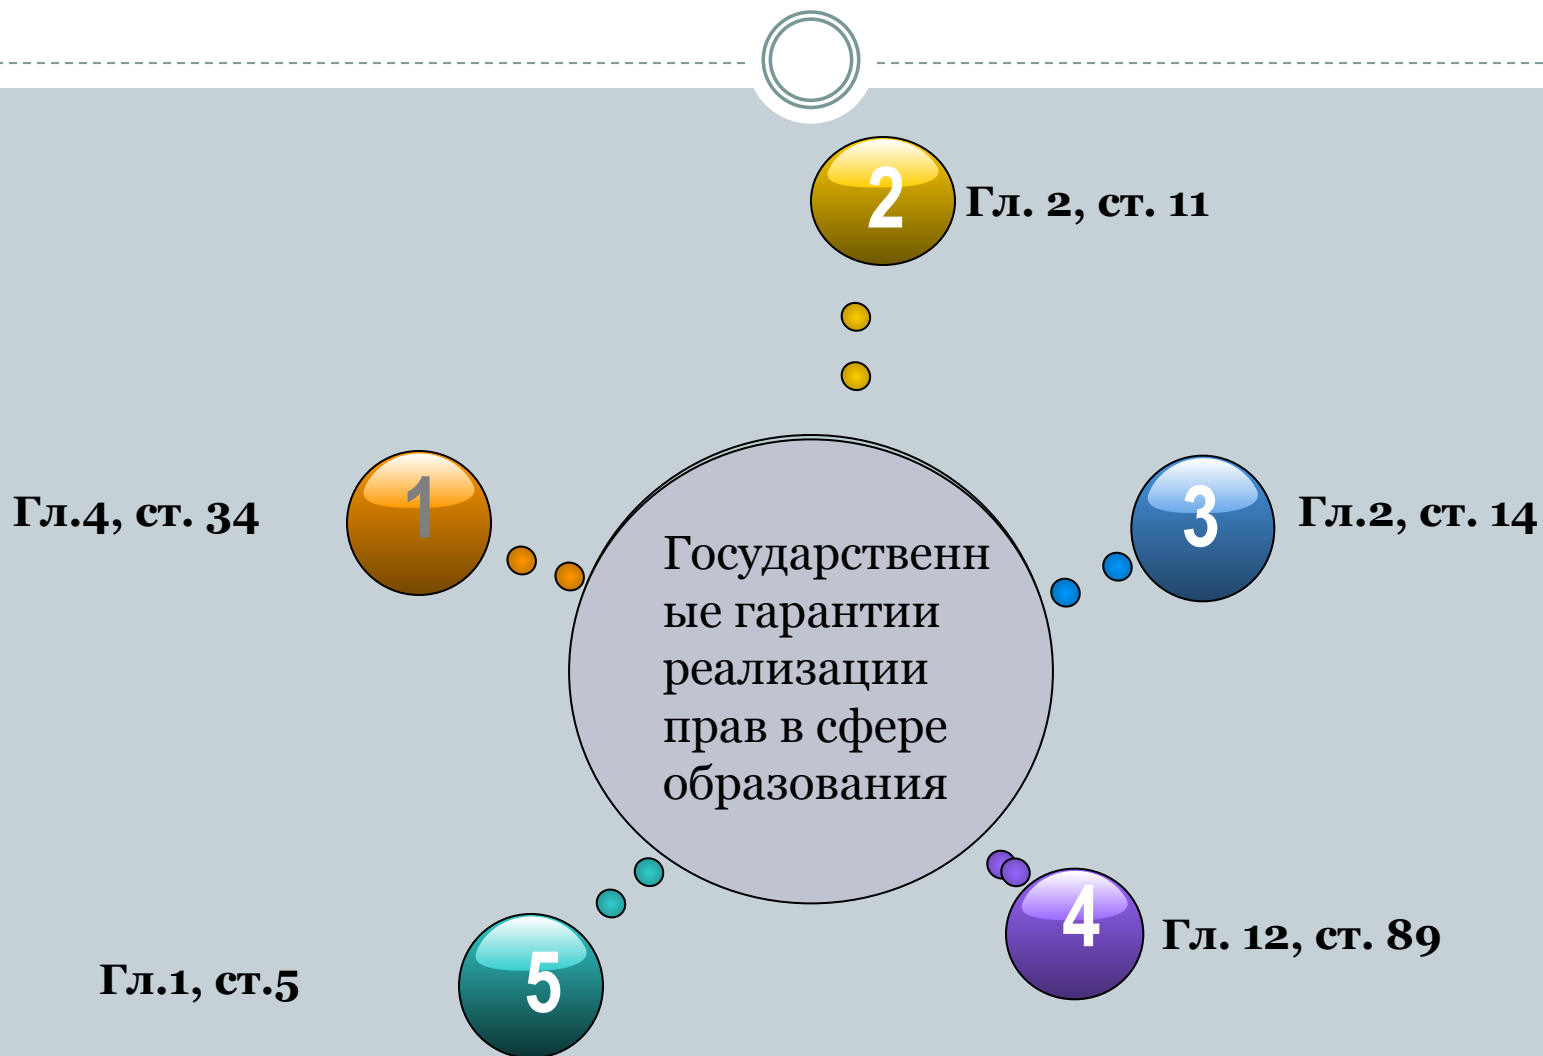 2
Гл. 2, ст. 11
Гл.4, ст. 34
1
3
Гл.2, ст. 14
Государственн
ые гарантии
реализации
прав в сфере
образования
4
Гл. 12, ст. 89
Гл.1, ст.5
5